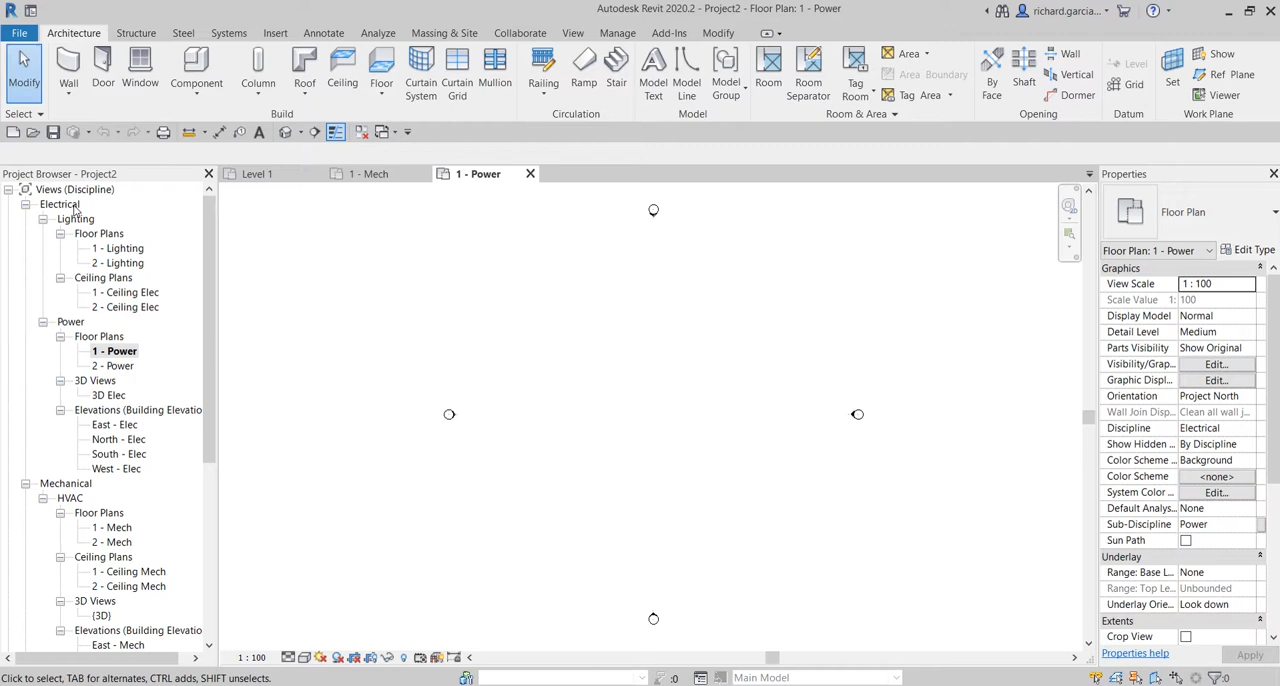 Autodesk Revit 2020.2 - Project2 - Floor Plan: 1 - Power
richard.garcia...
File Architecture Structure Steel Systems Insert Annotate Analyze Massing & Site Collaborate View Manage Add-Ins Modify
Modify
Wall
Door
Window
Component
Column
Roof
Ceiling
Floor
Curtain System
Curtain Grid
Mullion
Railing
Ramp
Stair
Model Text
Model Line
Model Group
Room
Room Separator
Tag Room
Area
Area Boundary
Tag Area
By Face
Shaft
Wall
Vertical
Dormer
Level
Grid
Set
Show
Ref Plane
Viewer
Select Build Circulation Model Room & Area Opening Datum Work Plane
Project Browser - Project2
Level 1
1 - Mech
1 - Power
Properties
Views (Discipline)
Electrical
Lighting
Floor Plans
1 - Lighting
2 - Lighting
Ceiling Plans
1 - Ceiling Elec
2 - Ceiling Elec
Power
Floor Plans
1 - Power
2 - Power
3D Views
3D Elec
Elevations (Building Elevatio
East - Elec
North - Elec
South - Elec
West - Elec
Mechanical
HVAC
Floor Plans
1 - Mech
2 - Mech
Ceiling Plans
1 - Ceiling Mech
2 - Ceiling Mech
3D Views
{3D}
Elevations (Building Elevatio
East - Mech
Floor Plan
Floor Plan: 1 - Power Edit Type
Graphics
View Scale 1 : 100
Scale Value 1: 100
Display Model Normal
Detail Level Medium
Parts Visibility Show Original
Visibility/Grap... Edit...
Graphic Displ... Edit...
Orientation Project North
Wall Join Disp... Clean all wall j...
Discipline Electrical
Show Hidden ... By Discipline
Color Scheme ... Background
Color Scheme <none>
System Color ... Edit...
Default Analys... None
Sub-Discipline Power
Sun Path
Underlay
Range: Base L... None
Range: Top Le... Unbounded
Underlay Orie... Look down
Extents
Crop View
Properties help Apply
1 : 100
Click to select, TAB for alternates, CTRL adds, SHIFT unselects.
:0
Main Model
:0